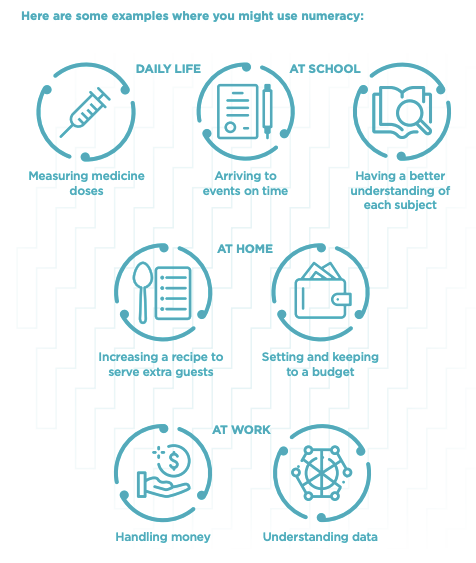 Here are some examples where you might use numeracy:
DAILY LIFE
AT SCHOOL
Measuring medicine
doses
Arriving to
events on time
Having a better
understanding of
each subject
AT HOME
Increasing a recipe to
serve extra guests
Setting and keeping
to a budget
AT WORK
$
Handling money
Understanding data